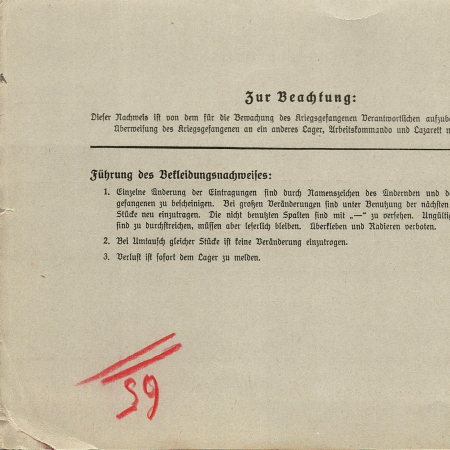 Zur Beachtung:
Dieser Nachweis ist von dem für die Bewachung des Kriegsgefangenen Verantwortlichen
Überweisung des Kriegsgefangenen an ein anderes Lager, Arbeitskommando und Lazarett
Führung des Bekleidungsnachweises:
1. Einzelne Änderung der Eintragungen sind durch Namenszeichen des Ändernden und
gefangenen zu bescheinigen. Bei großen Veränderungen sind unter Benutzung der nächsten
Stücke neu einzutragen. Die nicht benutzten Spalten sind mit „—“ zu versehen.
sind zu durchstreichen, müssen aber leserlich bleiben. Überkleben und Radieren verboten.
2. Bei Umtausch gleicher Stücke ist keine Veränderung einzutragen.
3. Verlust ist sofort dem Lager zu melden.